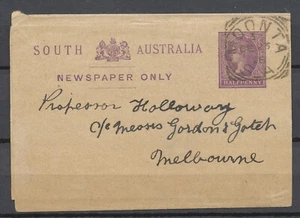 SOUTH AUSTRALIA
NEWSPAPER ONLY
HALFPENNY
Professor Holloway
c/o Messrs Gordon & Gotch
Melbourne